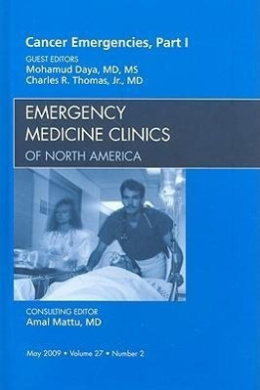 Cancer Emergencies, Part I
GUEST EDITORS
Mohamud Daya, MD, MS
Charles R. Thomas, Jr., MD
EMERGENCY
MEDICINE CLINICS
OF NORTH AMERICA
CONSULTING EDITOR
Amal Mattu, MD
May 2009 • Volume 27 • Number 2